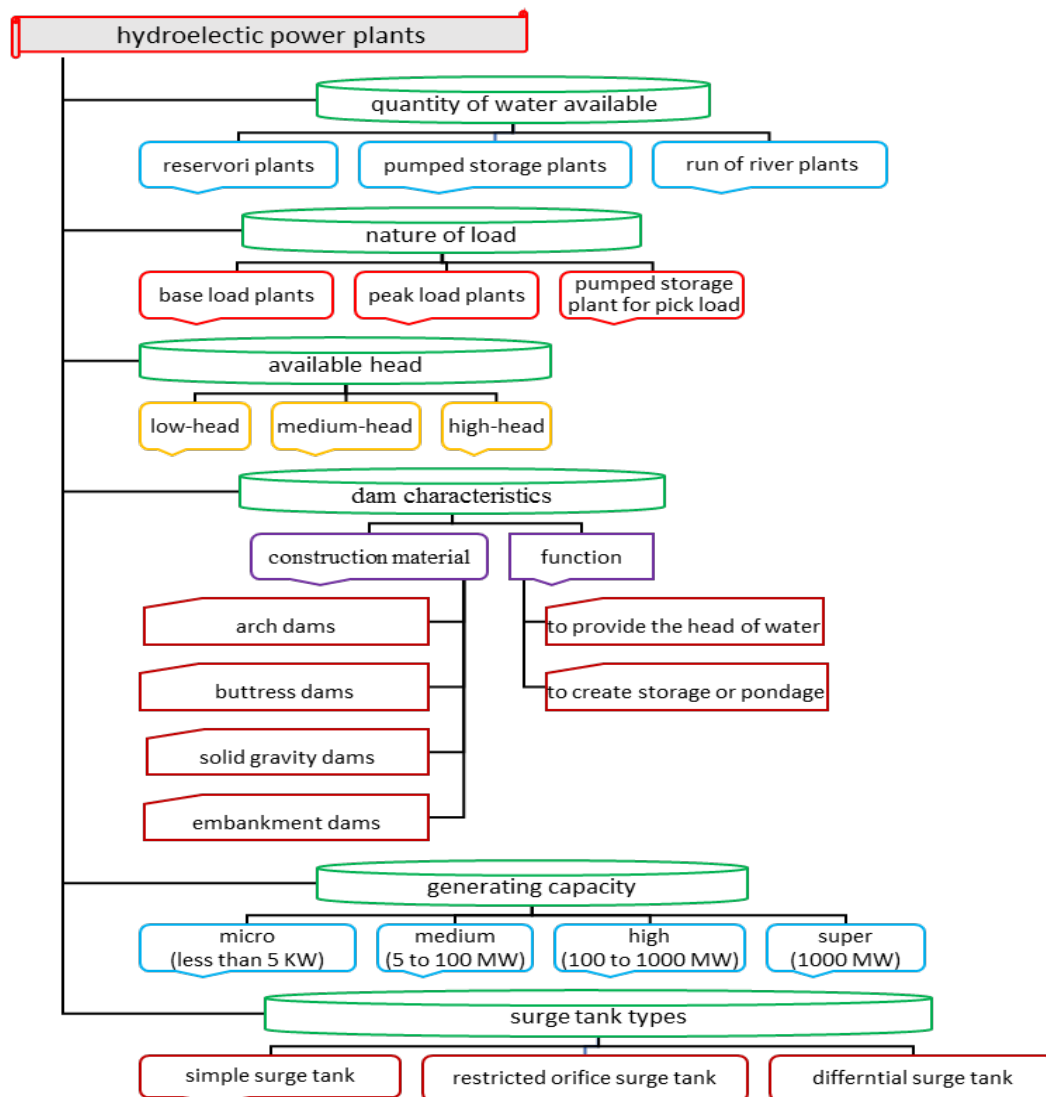 hydroelectic power plants
quantity of water available
reservori plants
pumped storage plants
run of river plants
nature of load
base load plants
peak load plants
pumped storage
plant for pick load
available head
low-head
medium-head
high-head
dam characteristics
construction material
function
arch dams
to provide the head of water
buttress dams
to create storage or pondage
solid gravity dams
embankment dams
generating capacity
micro
(less than 5 KW)
medium
(5 to 100 MW)
high
(100 to 1000 MW)
super
(1000 MW)
surge tank types
simple surge tank
restricted orifice surge tank
differntial surge tank